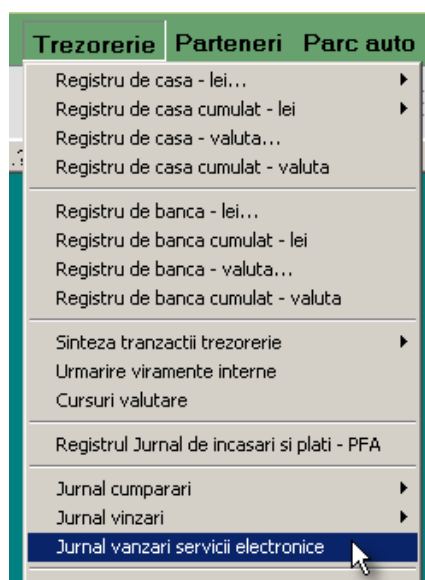 Trezorerie Parteneri Parc auto
Registru de casa - lei...
Registru de casa cumulat - lei
Registru de casa - valuta...
Registru de casa cumulat - valuta
Registru de banca - lei...
Registru de banca cumulat - lei
Registru de banca - valuta...
Registru de banca cumulat - valuta
Sinteza tranzactii trezorerie
Urmarire viramente interne
Cursuri valutare
Registrul Jurnal de incasari si plati - PFA
Jurnal cumparari
Jurnal vinzari
Jurnal vanzari servicii electronice